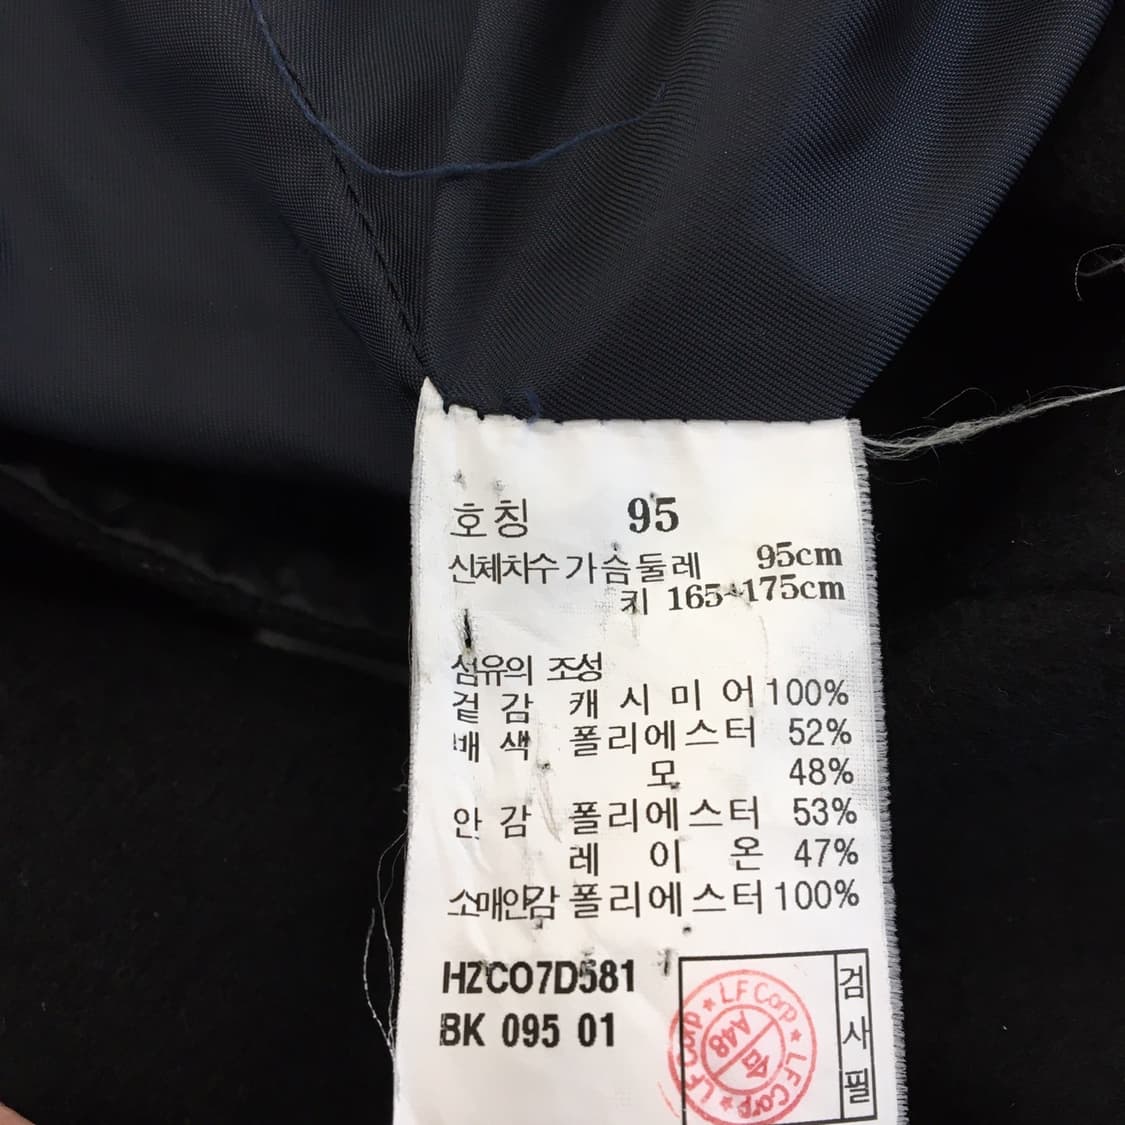 호칭 95
신체치수 가슴둘레 95cm
키 165~175cm
섬유의 조성
겉감 캐시미어 100%
배색 폴리에스터 52%
모 48%
안감 폴리에스터 53%
레이온 47%
소매안감 폴리에스터 100%
HZCO7D581
BK 095 01
검사필
LF Corp ★ LF Corp ★ LF Corp ★
A48